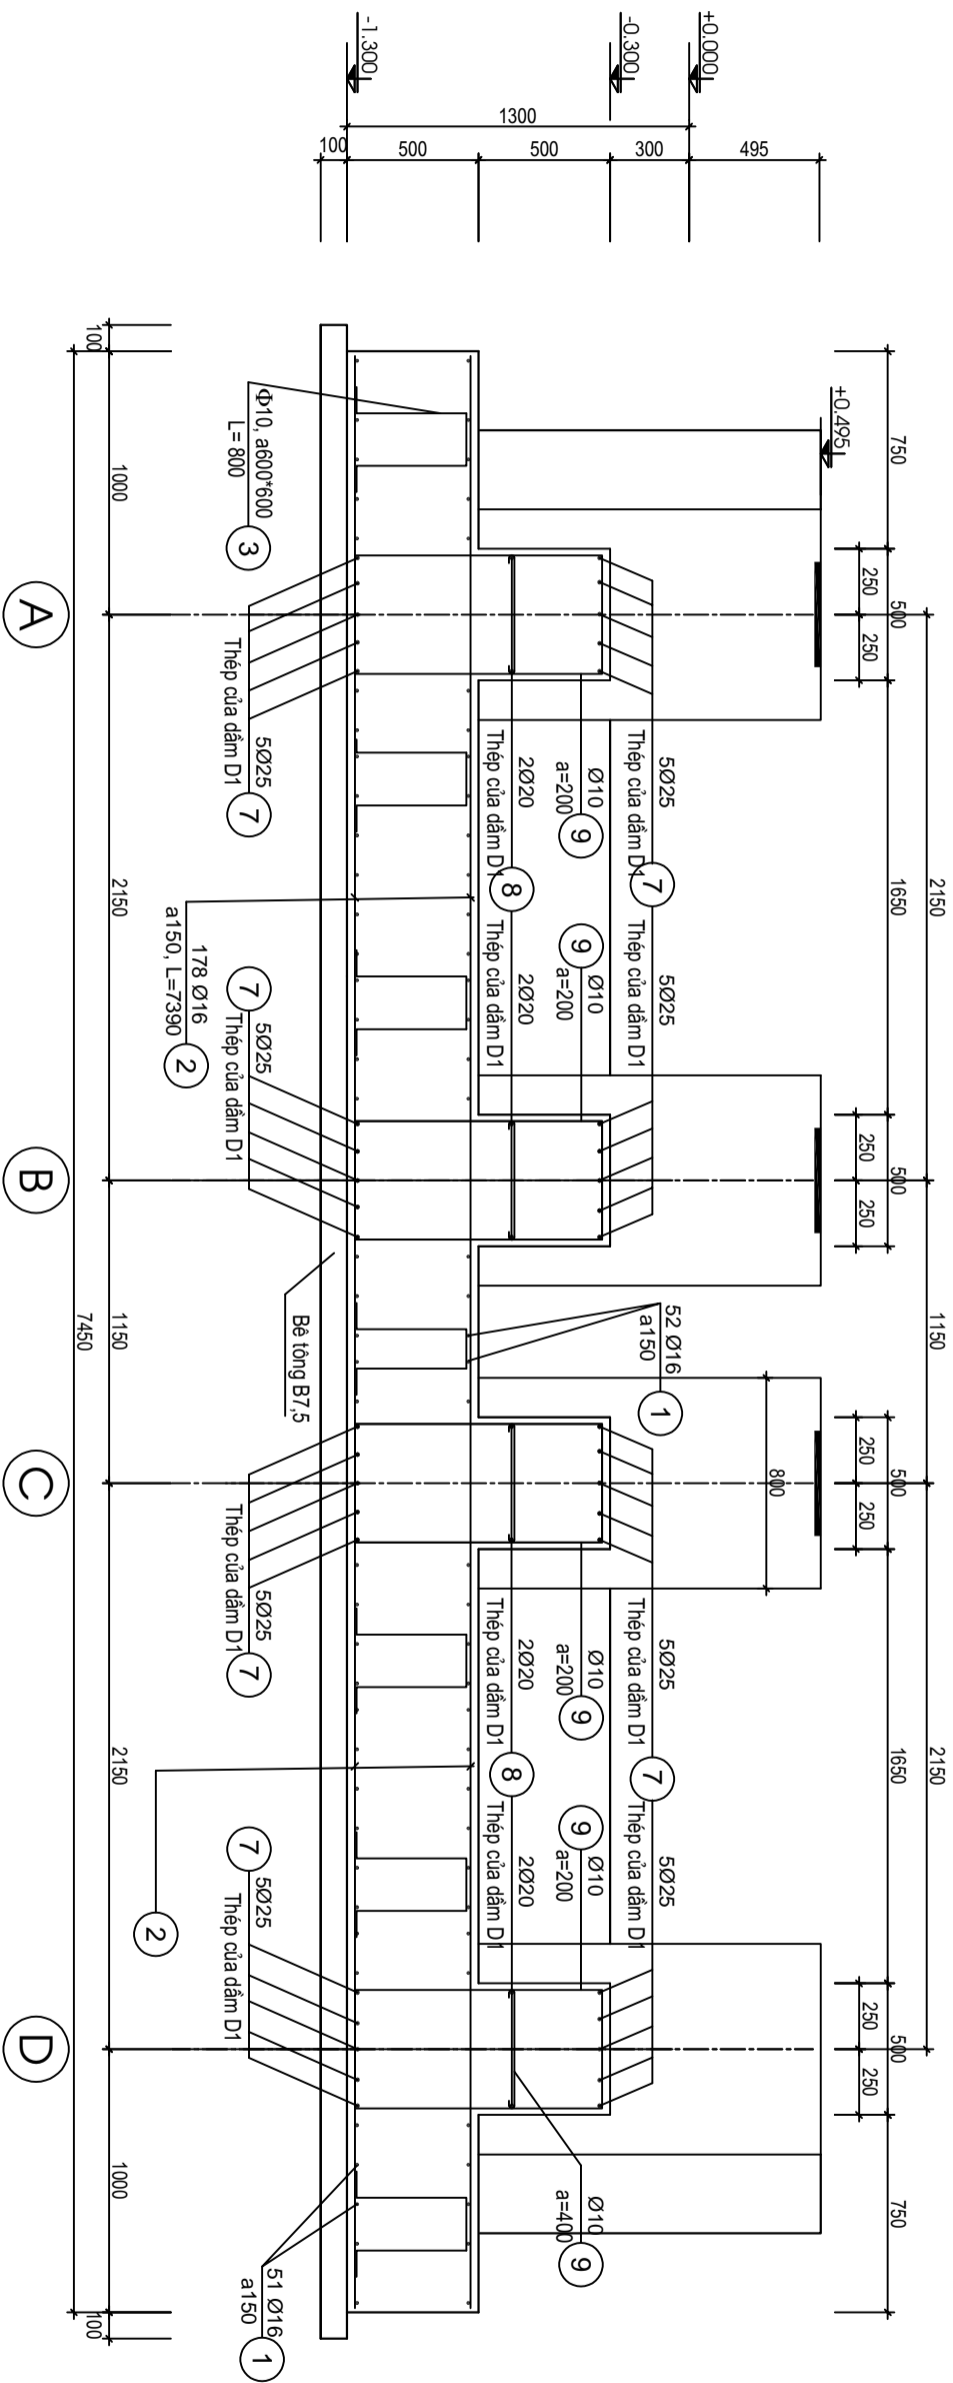 2150
1150
2150
750
500
1650
500
500
1650
500
750
250
250
250
250
250
250
250
250
800
+0.495
+0.000
-0.300
-1.300
495
300
500
500
100
1300
5Ø25
Thép của dầm D1
7
5Ø25
Thép của dầm D1
Ø10
a=200
9
9
Ø10
a=200
2Ø20
Thép của dầm D1
8
2Ø20
Thép của dầm D1
52 Ø16
a150
1
5Ø25
Thép của dầm D1
7
5Ø25
Thép của dầm D1
Ø10
a=200
9
9
Ø10
a=200
2Ø20
Thép của dầm D1
8
2Ø20
Thép của dầm D1
Ø10
a=400
9
Φ10, a600*600
L= 800
3
5Ø25
Thép của dầm D1
7
7
5Ø25
Thép của dầm D1
178 Ø16
a150, L=7390
2
Bê tông B7,5
5Ø25
Thép của dầm D1
7
7
5Ø25
Thép của dầm D1
2
51 Ø16
a150
1
100
1000
2150
1150
2150
1000
100
7450
A
B
C
D